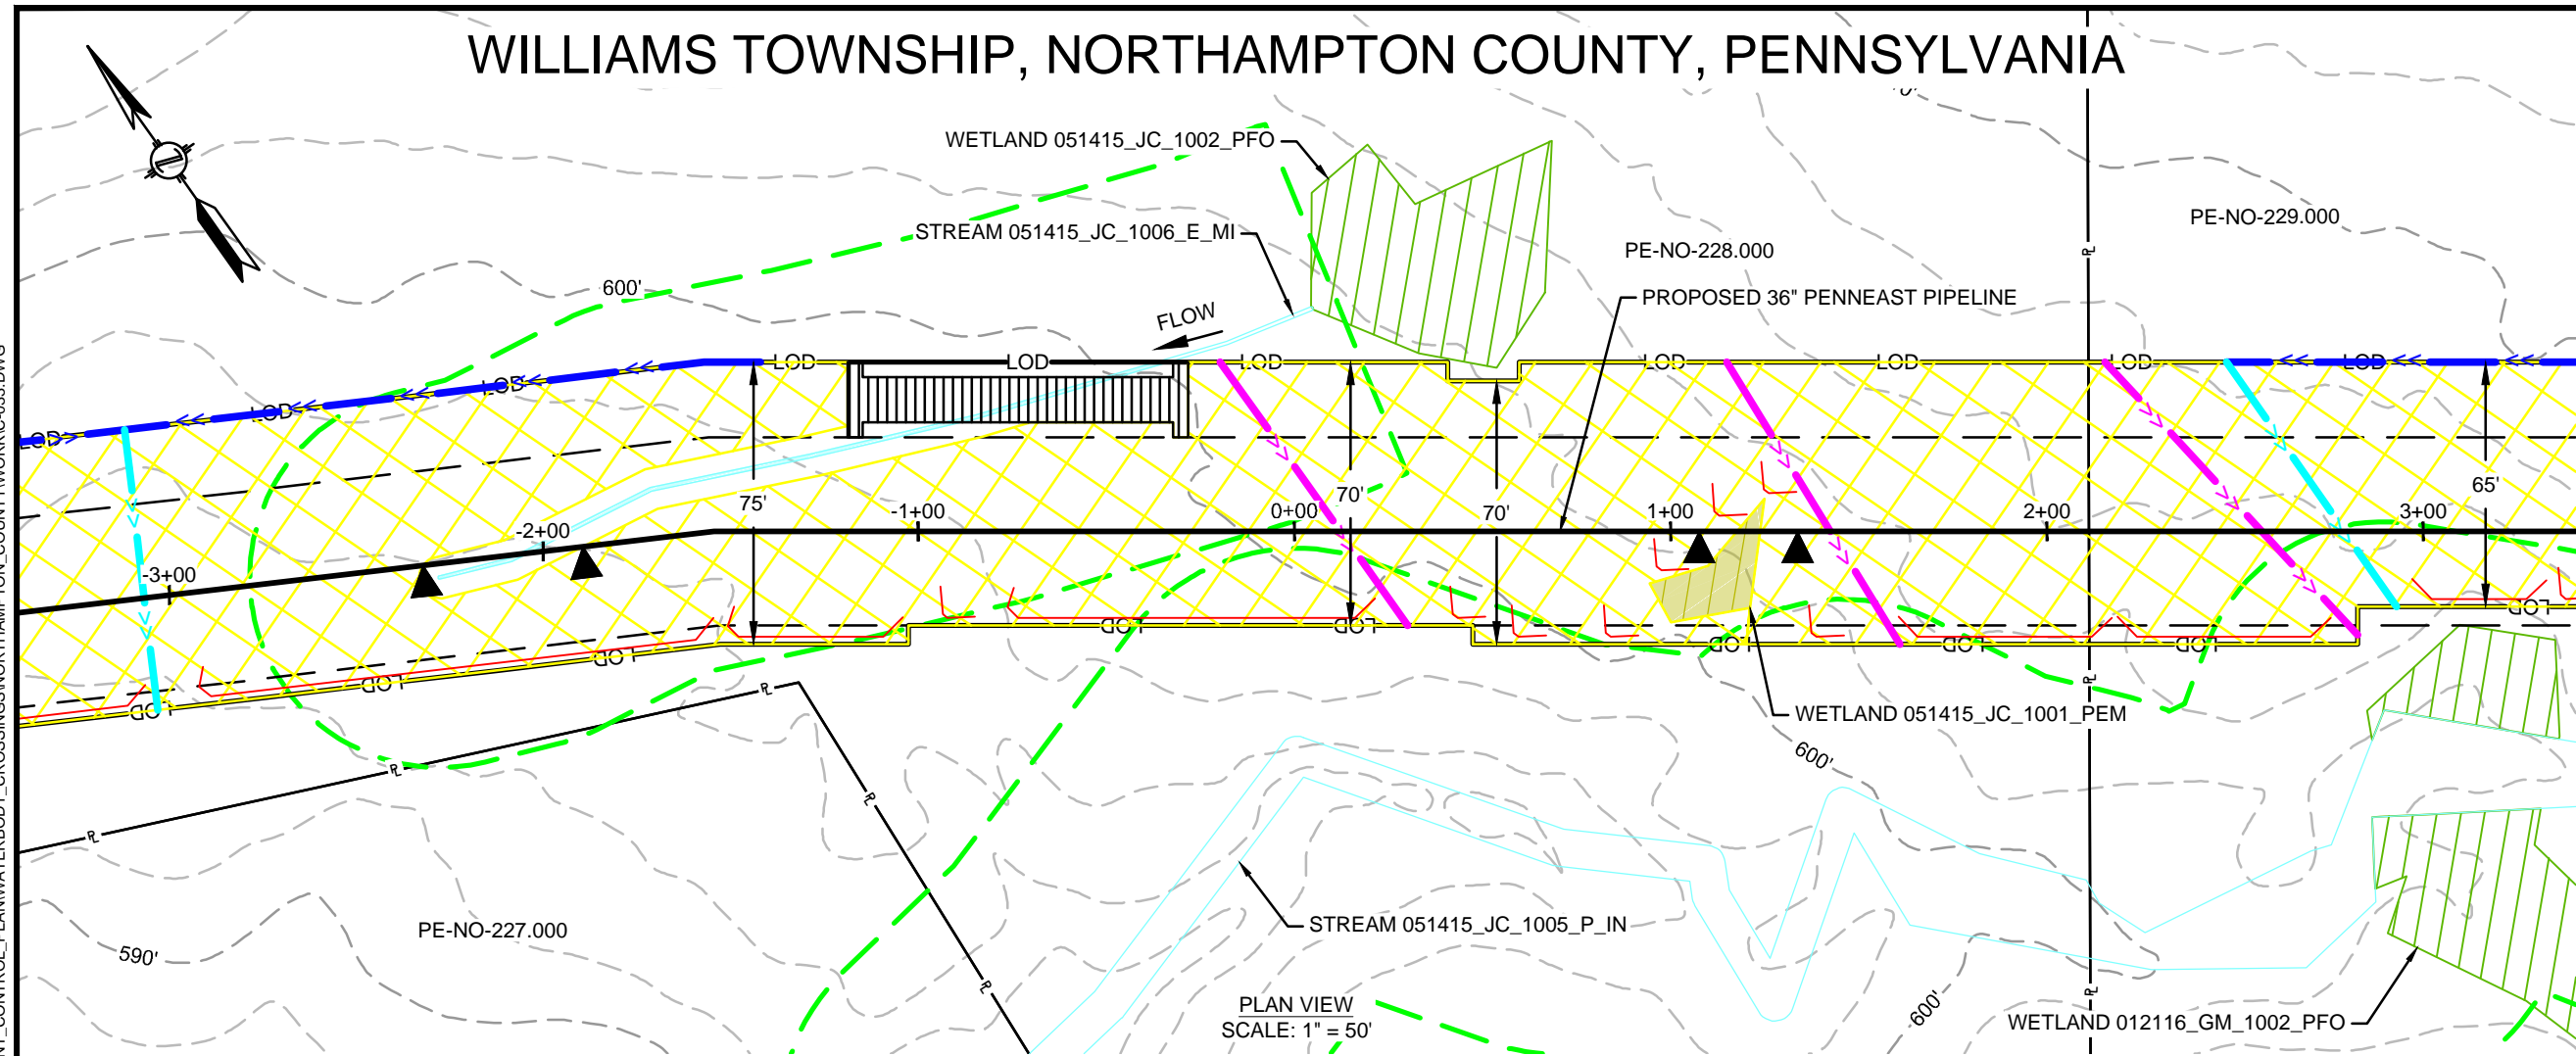 WILLIAMS TOWNSHIP, NORTHAMPTON COUNTY, PENNSYLVANIA
WETLAND 051415_JC_1002_PFO
STREAM 051415_JC_1006_E_MI
PE-NO-229.000
PE-NO-228.000
600'
PROPOSED 36" PENNEAST PIPELINE
FLOW
LOD
LOD
LOD
LOD
LOD
LOD
LOD
LOD
LOD
LOD
75'
70'
70'
65'
-3+00
-2+00
-1+00
0+00
1+00
2+00
3+00
LOD
LOD
LOD
LOD
LOD
LOD
LOD
LOD
LOD
WETLAND 051415_JC_1001_PEM
600'
PE-NO-227.000
590'
STREAM 051415_JC_1005_P_IN
PLAN VIEW
SCALE: 1" = 50'
600'
WETLAND 012116_GM_1002_PFO